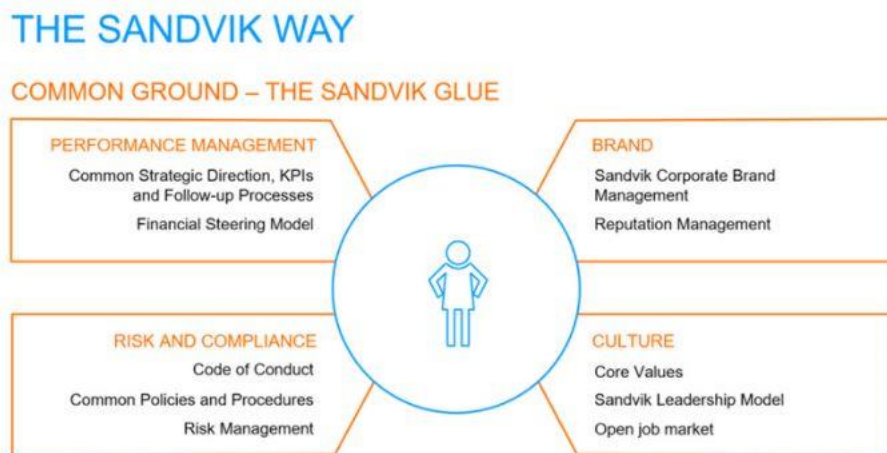 THE SANDVIK WAY
COMMON GROUND – THE SANDVIK GLUE
PERFORMANCE MANAGEMENT
Common Strategic Direction, KPIs
and Follow-up Processes
Financial Steering Model
BRAND
Sandvik Corporate Brand
Management
Reputation Management
RISK AND COMPLIANCE
Code of Conduct
Common Policies and Procedures
Risk Management
CULTURE
Core Values
Sandvik Leadership Model
Open job market